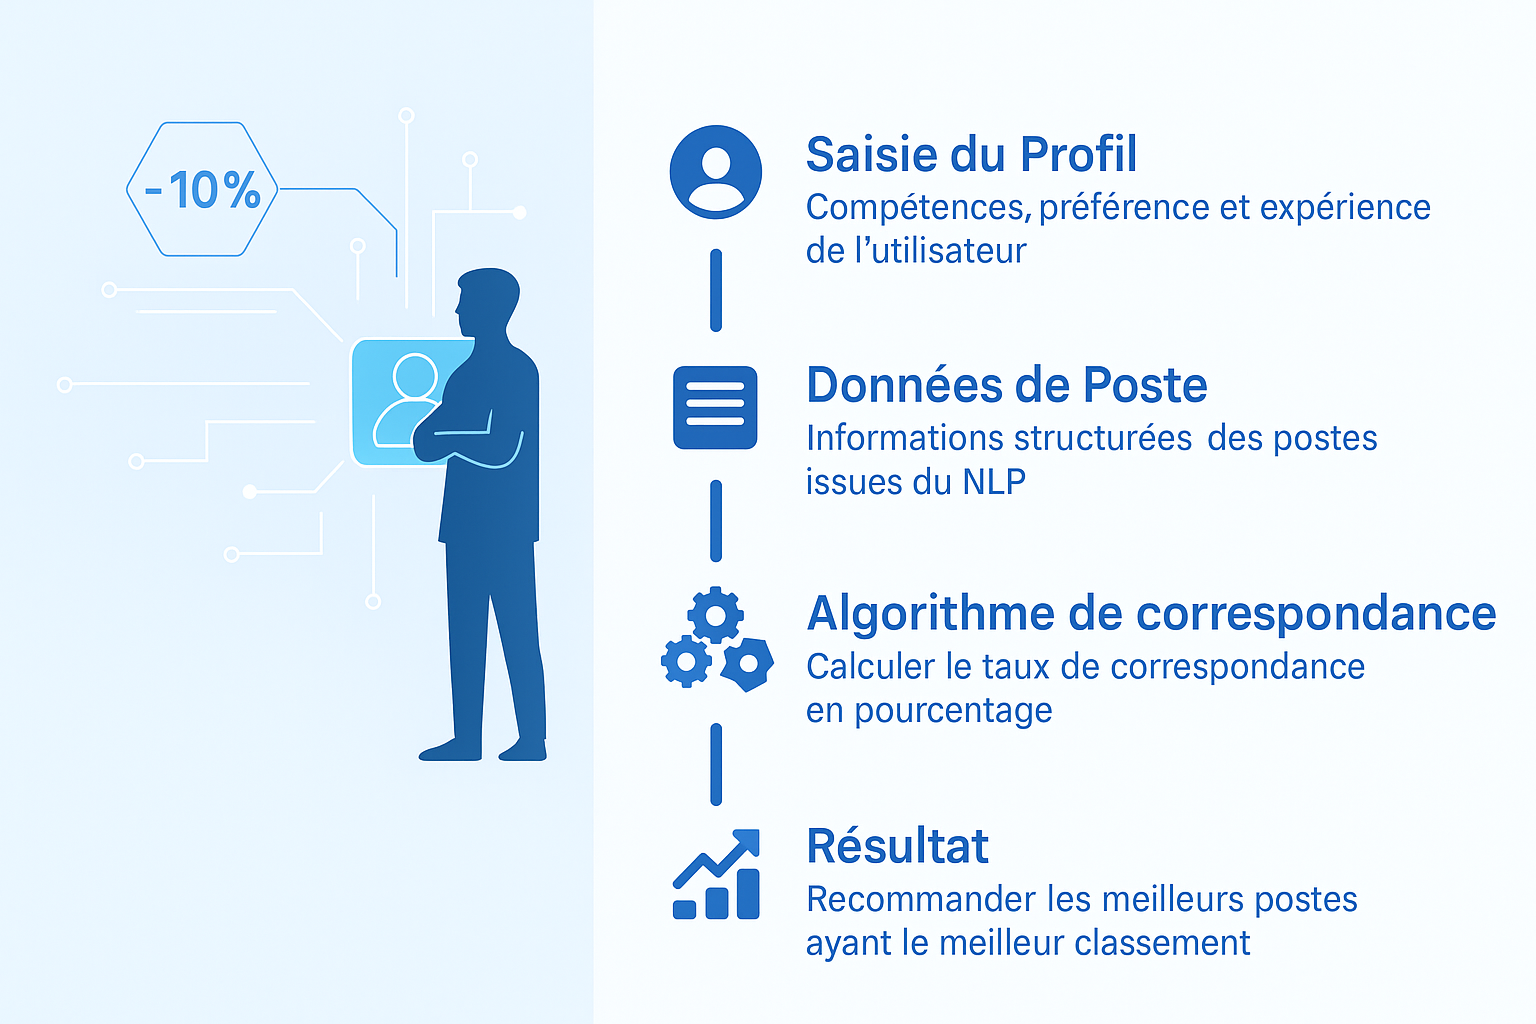 -10%
Saisie du Profil
Compétences, préférence et expérience
de l'utilisateur
Données de Poste
Informations structurées des postes
issues du NLP
Algorithme de correspondance
Calculer le taux de correspondance
en pourcentage
Résultat
Recommander les meilleurs postes
ayant le meilleur classement